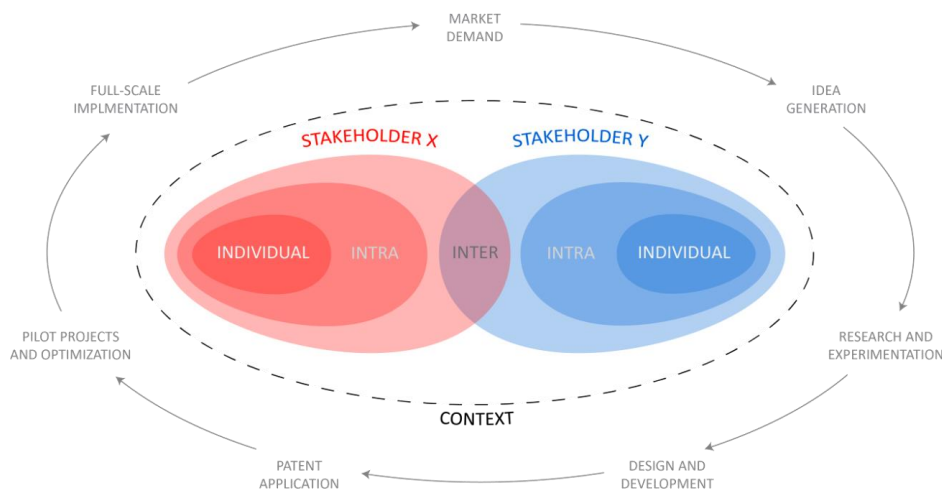 MARKET
DEMAND
FULL-SCALE
IMPLMENTATION
IDEA
GENERATION
STAKEHOLDER X
STAKEHOLDER Y
INDIVIDUAL
INTRA
INTER
INTRA
INDIVIDUAL
PILOT PROJECTS
AND OPTIMIZATION
RESEARCH AND
EXPERIMENTATION
CONTEXT
PATENT
APPLICATION
DESIGN AND
DEVELOPMENT